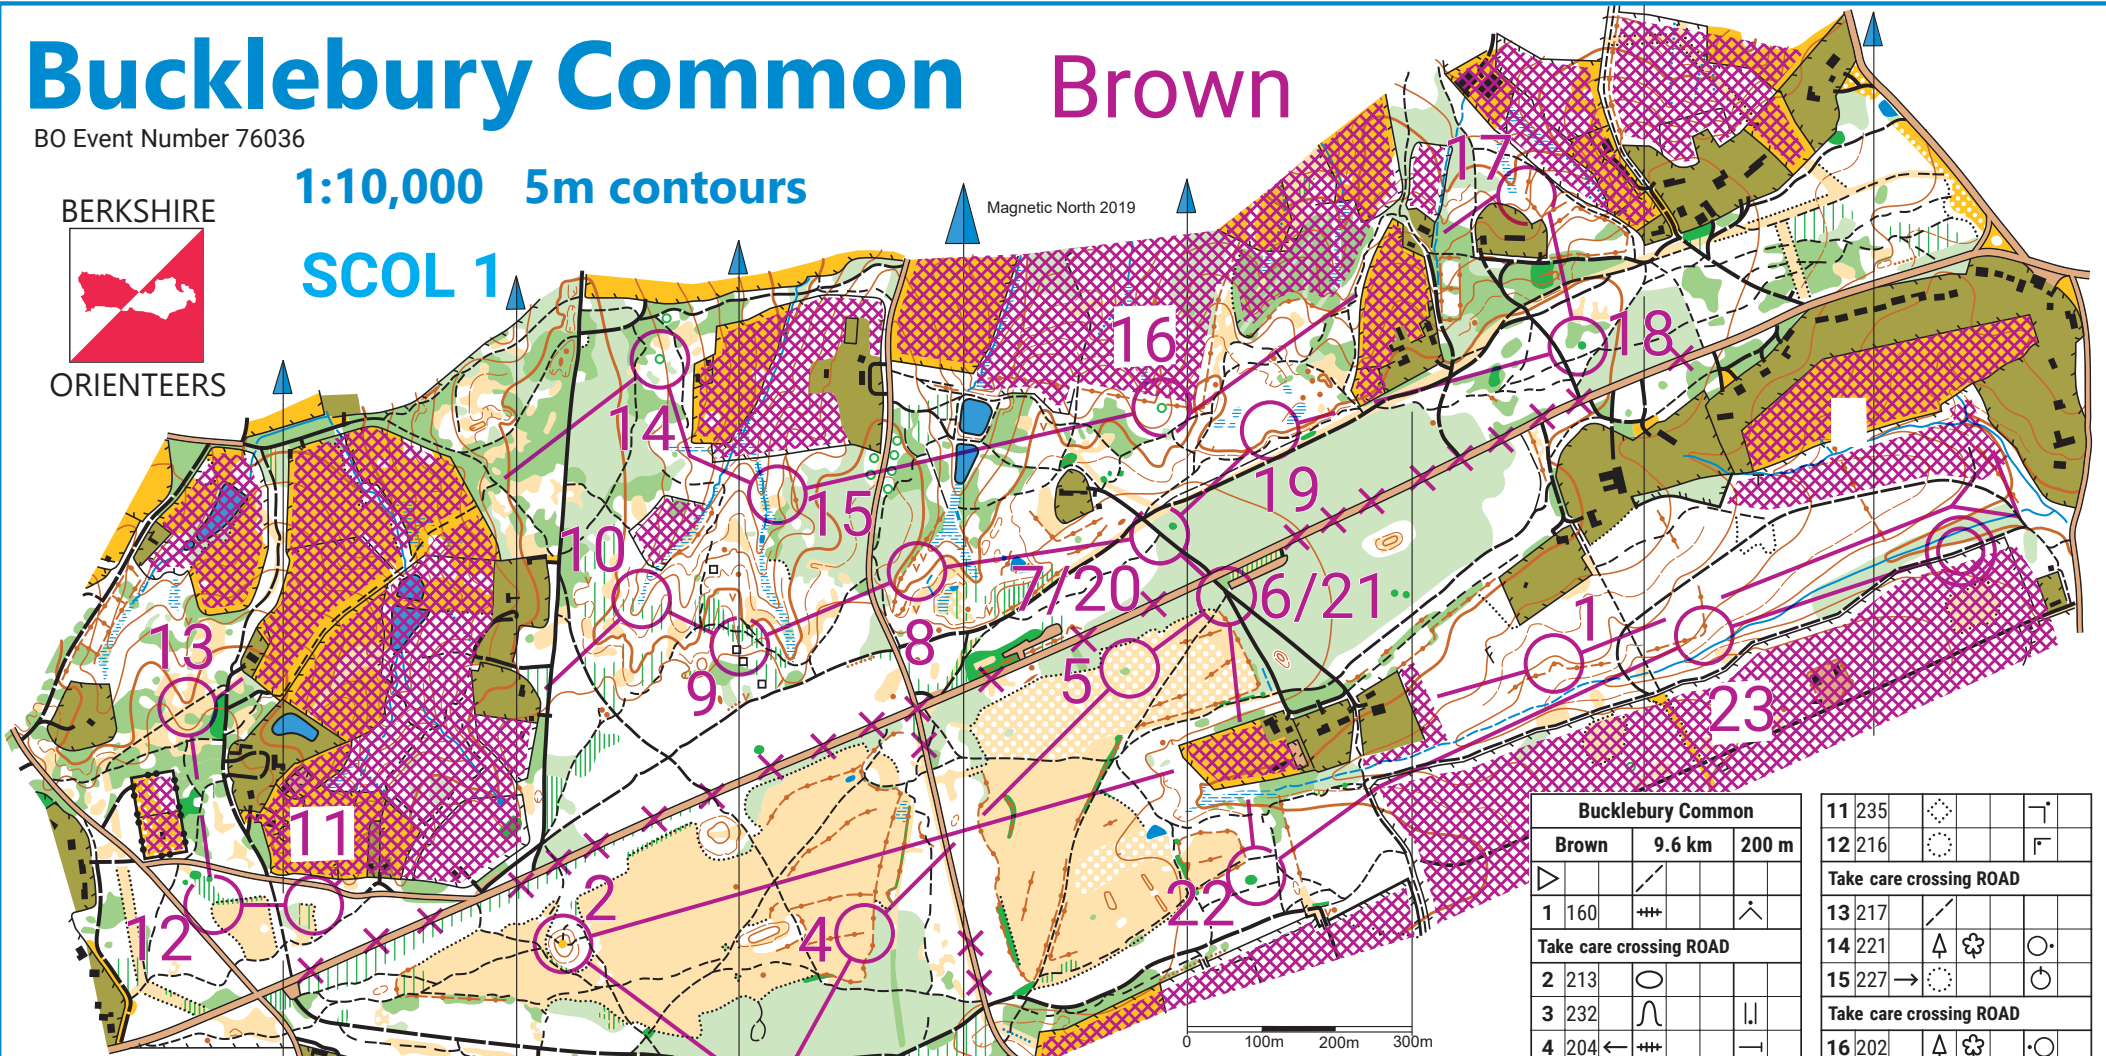 Bucklebury Common
Brown
BO Event Number 76036
1:10,000 5m contours
BERKSHIRE
ORIENTEERS
SCOL 1
Magnetic North 2019
17
16
18
14
15
19
10
7/20
6/21
13
8
1
9
5
23
11
2
22
12
4
0 100m 200m 300m
Bucklebury Common
Brown 9.6 km 200 m
1 160
Take care crossing ROAD
2 213
3 232
4 204
11 235
12 216
Take care crossing ROAD
13 217
14 221
15 227
Take care crossing ROAD
16 202